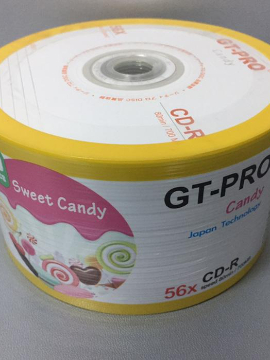 GT-PRO
Candy
CD-R
Sweet Candy
GT-PRO
Candy
Japan Technology
56x CD-R